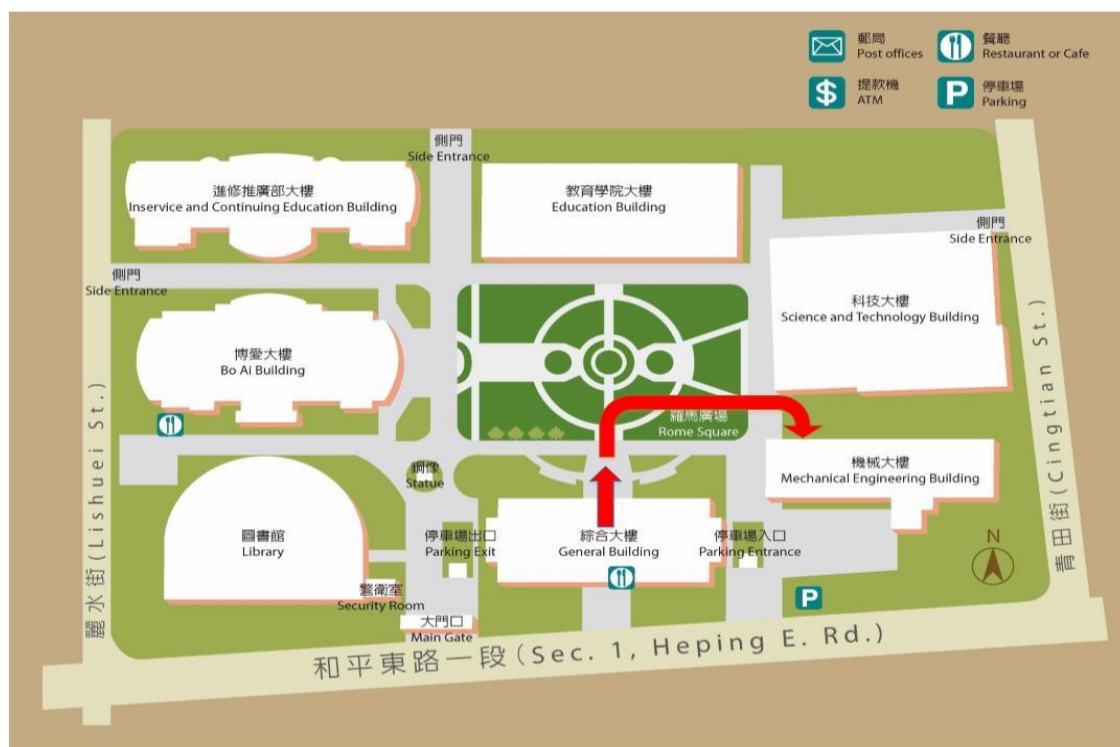 郵局
Post offices
餐廳
Restaurant or Cafe
提款機
ATM
P
停車場
Parking
側門
Side Entrance
進修推廣部大樓
Inservice and Continuing Education Building
教育學院大樓
Education Building
側門
Side Entrance
側門
Side Entrance
科技大樓
Science and Technology Building
博愛大樓
Bo Ai Building
羅馬廣場
Rome Square
銅像
Statue
機械大樓
Mechanical Engineering Building
圖書館
Library
停車場出口
Parking Exit
綜合大樓
General Building
停車場入口
Parking Entrance
N
警衛室
Security Room
P
大門口
Main Gate
麗水街(Lishuei St.)
青田街(Cingtian St.)
和平東路一段(Sec. 1, Heping E. Rd.)